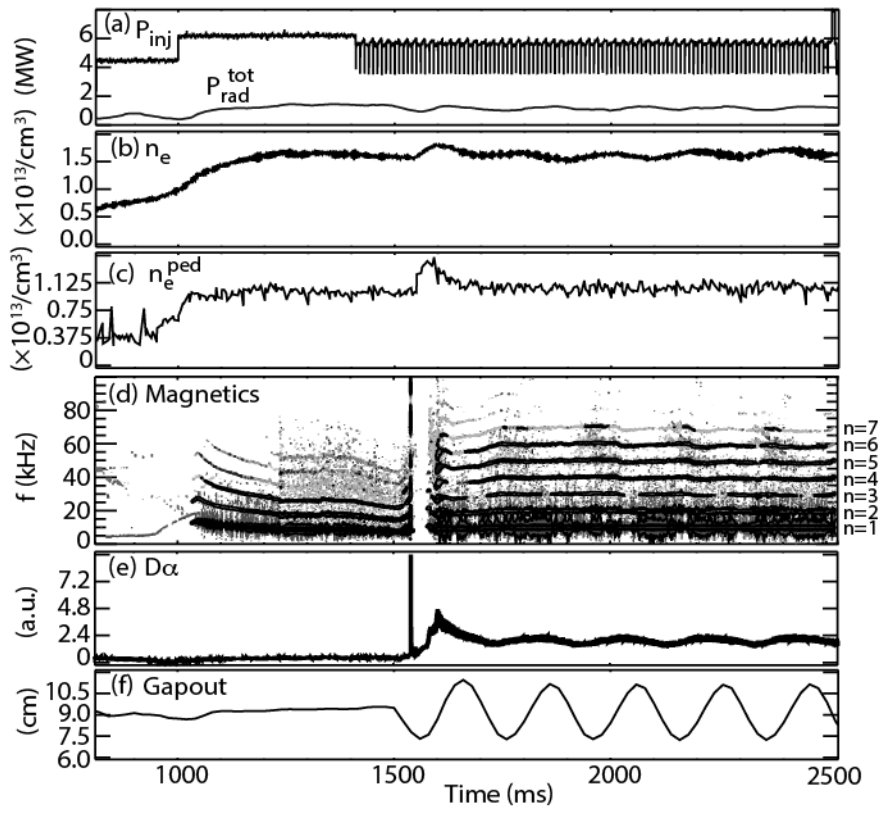 (a) P_inj
P_rad^tot
(MW)
6
4
2
0
(b) n_e
(×10^13/cm^3)
1.5
1.0
0.5
0.0
(c) n_e^ped
(×10^13/cm^3)
1.125
0.75
0.375
0
(d) Magnetics
f (kHz)
80
60
40
20
0
n=7
n=6
n=5
n=4
n=3
n=2
n=1
(e) Dα
(a.u.)
7.2
4.8
2.4
0
(f) Gapout
(cm)
10.5
9.0
7.5
6.0
1000 1500 2000 2500
Time (ms)